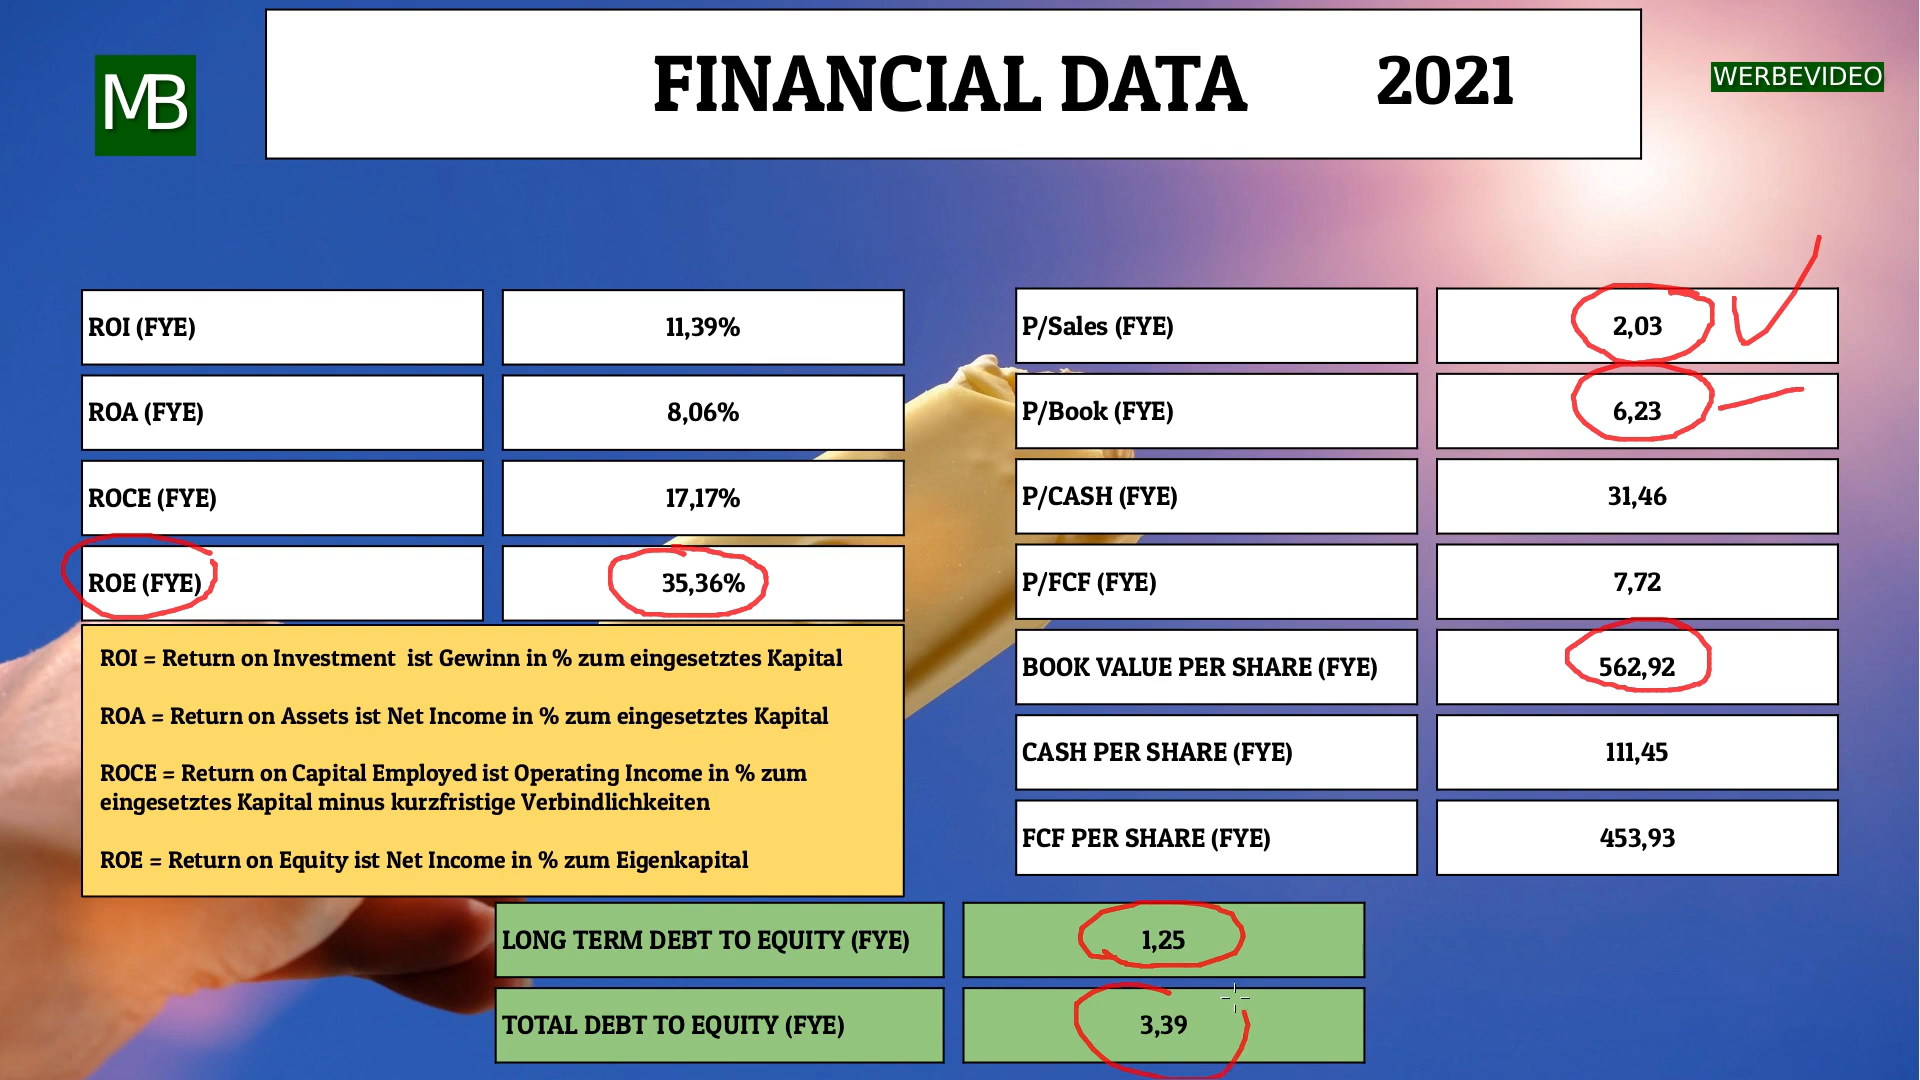 MB
FINANCIAL DATA 2021
WERBEVIDEO
ROI (FYE) 11,39%
ROA (FYE) 8,06%
ROCE (FYE) 17,17%
ROE (FYE) 35,36%
ROI = Return on Investment ist Gewinn in % zum eingesetztes Kapital
ROA = Return on Assets ist Net Income in % zum eingesetztes Kapital
ROCE = Return on Capital Employed ist Operating Income in % zum
eingesetztes Kapital minus kurzfristige Verbindlichkeiten
ROE = Return on Equity ist Net Income in % zum Eigenkapital
P/Sales (FYE) 2,03
P/Book (FYE) 6,23
P/CASH (FYE) 31,46
P/FCF (FYE) 7,72
BOOK VALUE PER SHARE (FYE) 562,92
CASH PER SHARE (FYE) 111,45
FCF PER SHARE (FYE) 453,93
LONG TERM DEBT TO EQUITY (FYE) 1,25
TOTAL DEBT TO EQUITY (FYE) 3,39